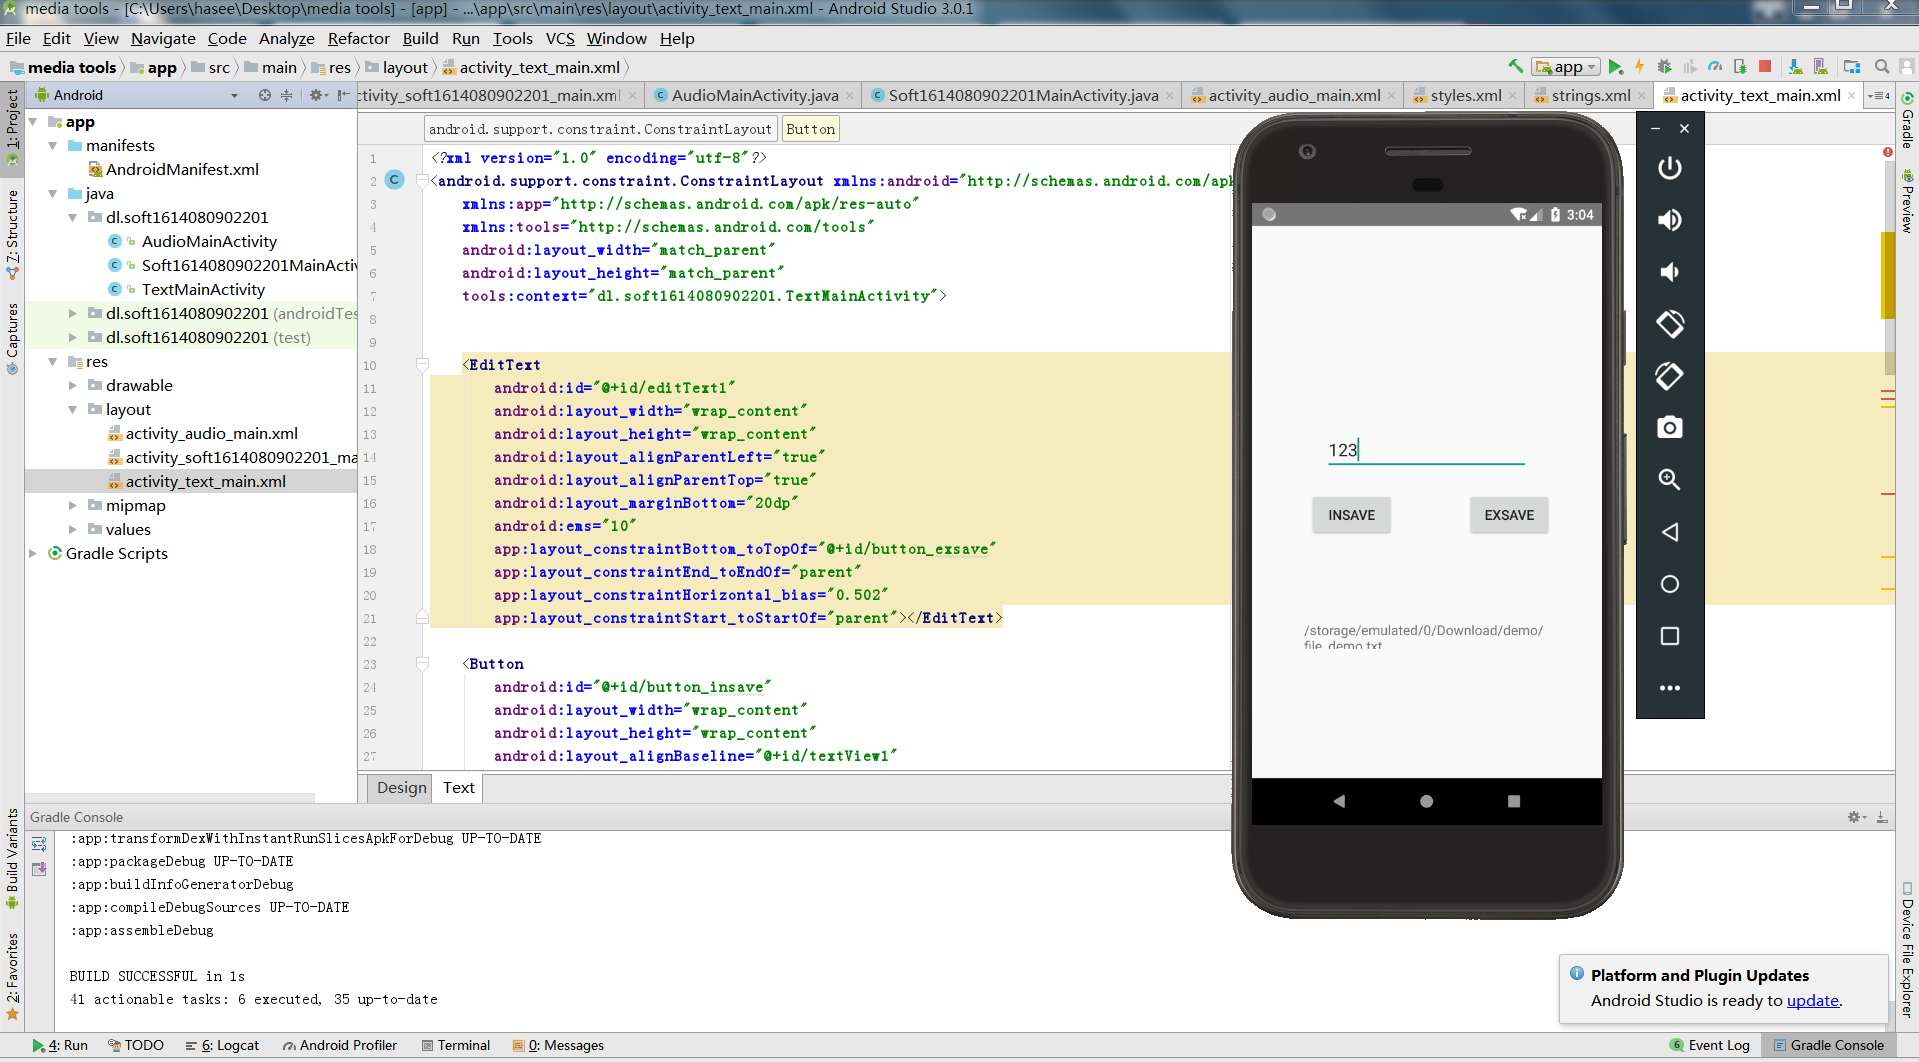 media tools - [C:\Users\hasee\Desktop\media tools] - [app] - ...\app\src\main\res\layout\activity_text_main.xml - Android Studio 3.0.1
File Edit View Navigate Code Analyze Refactor Build Run Tools VCS Window Help
media tools app src main res layout activity_text_main.xml
app
Android
ctivity_soft1614080902201_main.xml AudioMainActivity.java Soft1614080902201MainActivity.java activity_audio_main.xml styles.xml strings.xml activity_text_main.xml
4
android.support.constraint.ConstraintLayout Button
app
manifests
AndroidManifest.xml
java
dl.soft1614080902201
AudioMainActivity
Soft1614080902201MainActiv
TextMainActivity
dl.soft1614080902201 (androidTes
dl.soft1614080902201 (test)
res
drawable
layout
activity_audio_main.xml
activity_soft1614080902201_ma
activity_text_main.xml
mipmap
values
Gradle Scripts
1: Project
7: Structure
Captures
Build Variants
2: Favorites
1 <?xml version="1.0" encoding="utf-8"?>
2 <android.support.constraint.ConstraintLayout xmlns:android="http://schemas.android.com/apk
3 xmlns:app="http://schemas.android.com/apk/res-auto"
4 xmlns:tools="http://schemas.android.com/tools"
5 android:layout_width="match_parent"
6 android:layout_height="match_parent"
7 tools:context="dl.soft1614080902201.TextMainActivity">
8
9
10 <EditText
11 android:id="@+id/editText1"
12 android:layout_width="wrap_content"
13 android:layout_height="wrap_content"
14 android:layout_alignParentLeft="true"
15 android:layout_alignParentTop="true"
16 android:layout_marginBottom="20dp"
17 android:ems="10"
18 app:layout_constraintBottom_toTopOf="@+id/button_exsave"
19 app:layout_constraintEnd_toEndOf="parent"
20 app:layout_constraintHorizontal_bias="0.502"
21 app:layout_constraintStart_toStartOf="parent"></EditText>
22
23 <Button
24 android:id="@+id/button_insave"
25 android:layout_width="wrap_content"
26 android:layout_height="wrap_content"
27 android:layout_alignBaseline="@+id/textView1"
Design Text
3:04
123
INSAVE EXSAVE
/storage/emulated/0/Download/demo/
file_demo.txt
Gradle
Preview
Device File Explorer
Gradle Console
:app:transformDexWithInstantRunSlicesApkForDebug UP-TO-DATE
:app:packageDebug UP-TO-DATE
:app:buildInfoGeneratorDebug
:app:compileDebugSources UP-TO-DATE
:app:assembleDebug
BUILD SUCCESSFUL in 1s
41 actionable tasks: 6 executed, 35 up-to-date
Platform and Plugin Updates
Android Studio is ready to update.
4: Run TODO 6: Logcat Android Profiler Terminal 0: Messages 6 Event Log Gradle Console